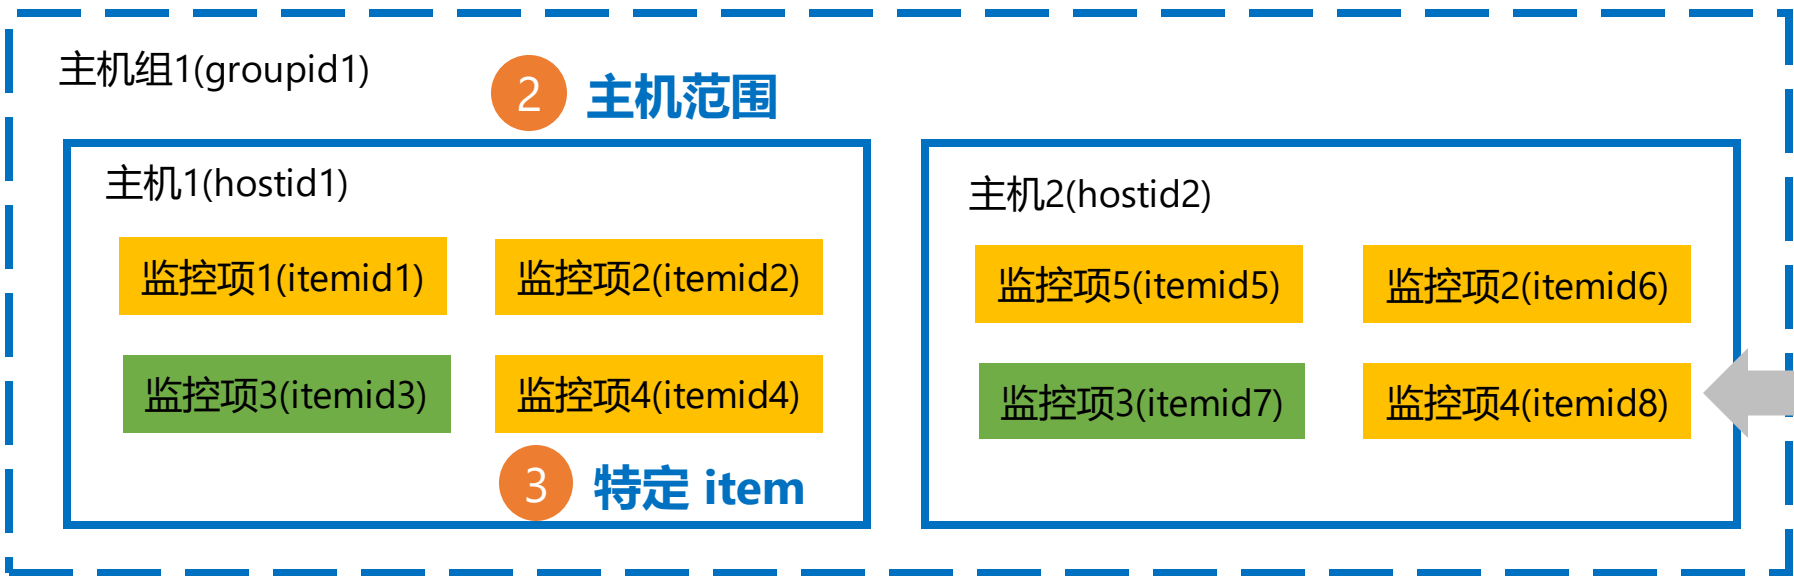 主机组1(groupid1)
2 主机范围
主机1(hostid1)
监控项1(itemid1)
监控项2(itemid2)
监控项3(itemid3)
监控项4(itemid4)
3 特定 item
主机2(hostid2)
监控项5(itemid5)
监控项2(itemid6)
监控项3(itemid7)
监控项4(itemid8)